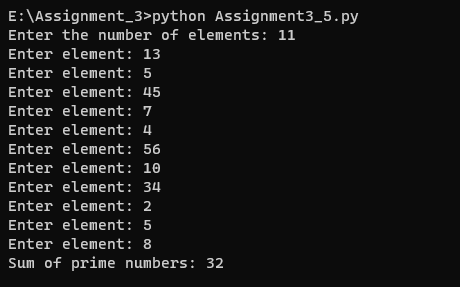 E:\Assignment_3>python Assignment3_5.py
Enter the number of elements: 11
Enter element: 13
Enter element: 5
Enter element: 45
Enter element: 7
Enter element: 4
Enter element: 56
Enter element: 10
Enter element: 34
Enter element: 2
Enter element: 5
Enter element: 8
Sum of prime numbers: 32